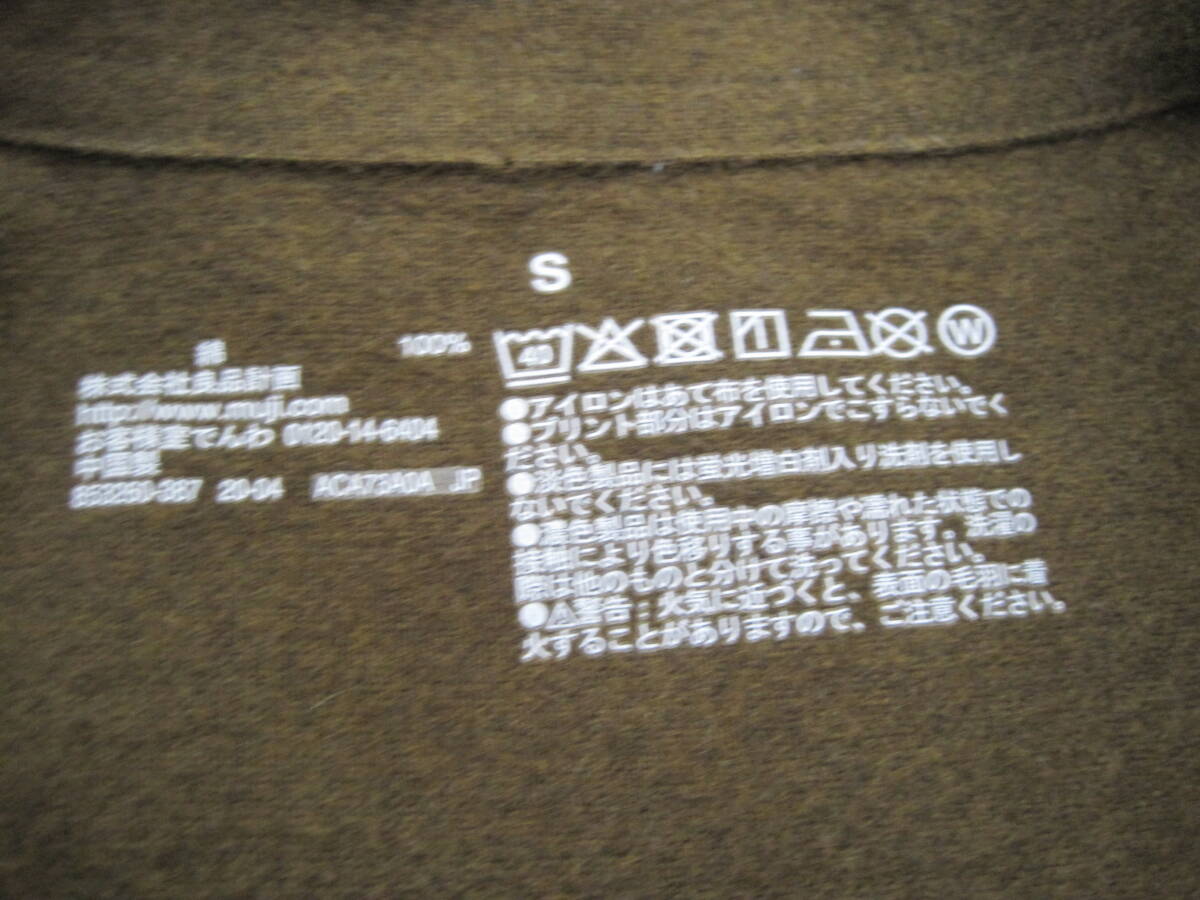 S
綿 100%
株式会社良品計画
http://www.muji.com
お客様室でんわ 0120-14-6404
中国製
20-04 ACA73A0A JP
40
W
●アイロンはあて布を使用してください。
●プリント部分はアイロンでこすらないでく
ださい。
●淡色製品には蛍光増白剤入り洗剤を使用し
ないでください。
●濃色製品は使用中の摩擦や濡れた状態での
接触により色移りする事があります。洗濯の
際は他のものと分けて洗ってください。
●⚠警告：火気に近づくと、表面の毛羽に着
火することがありますので、ご注意ください。